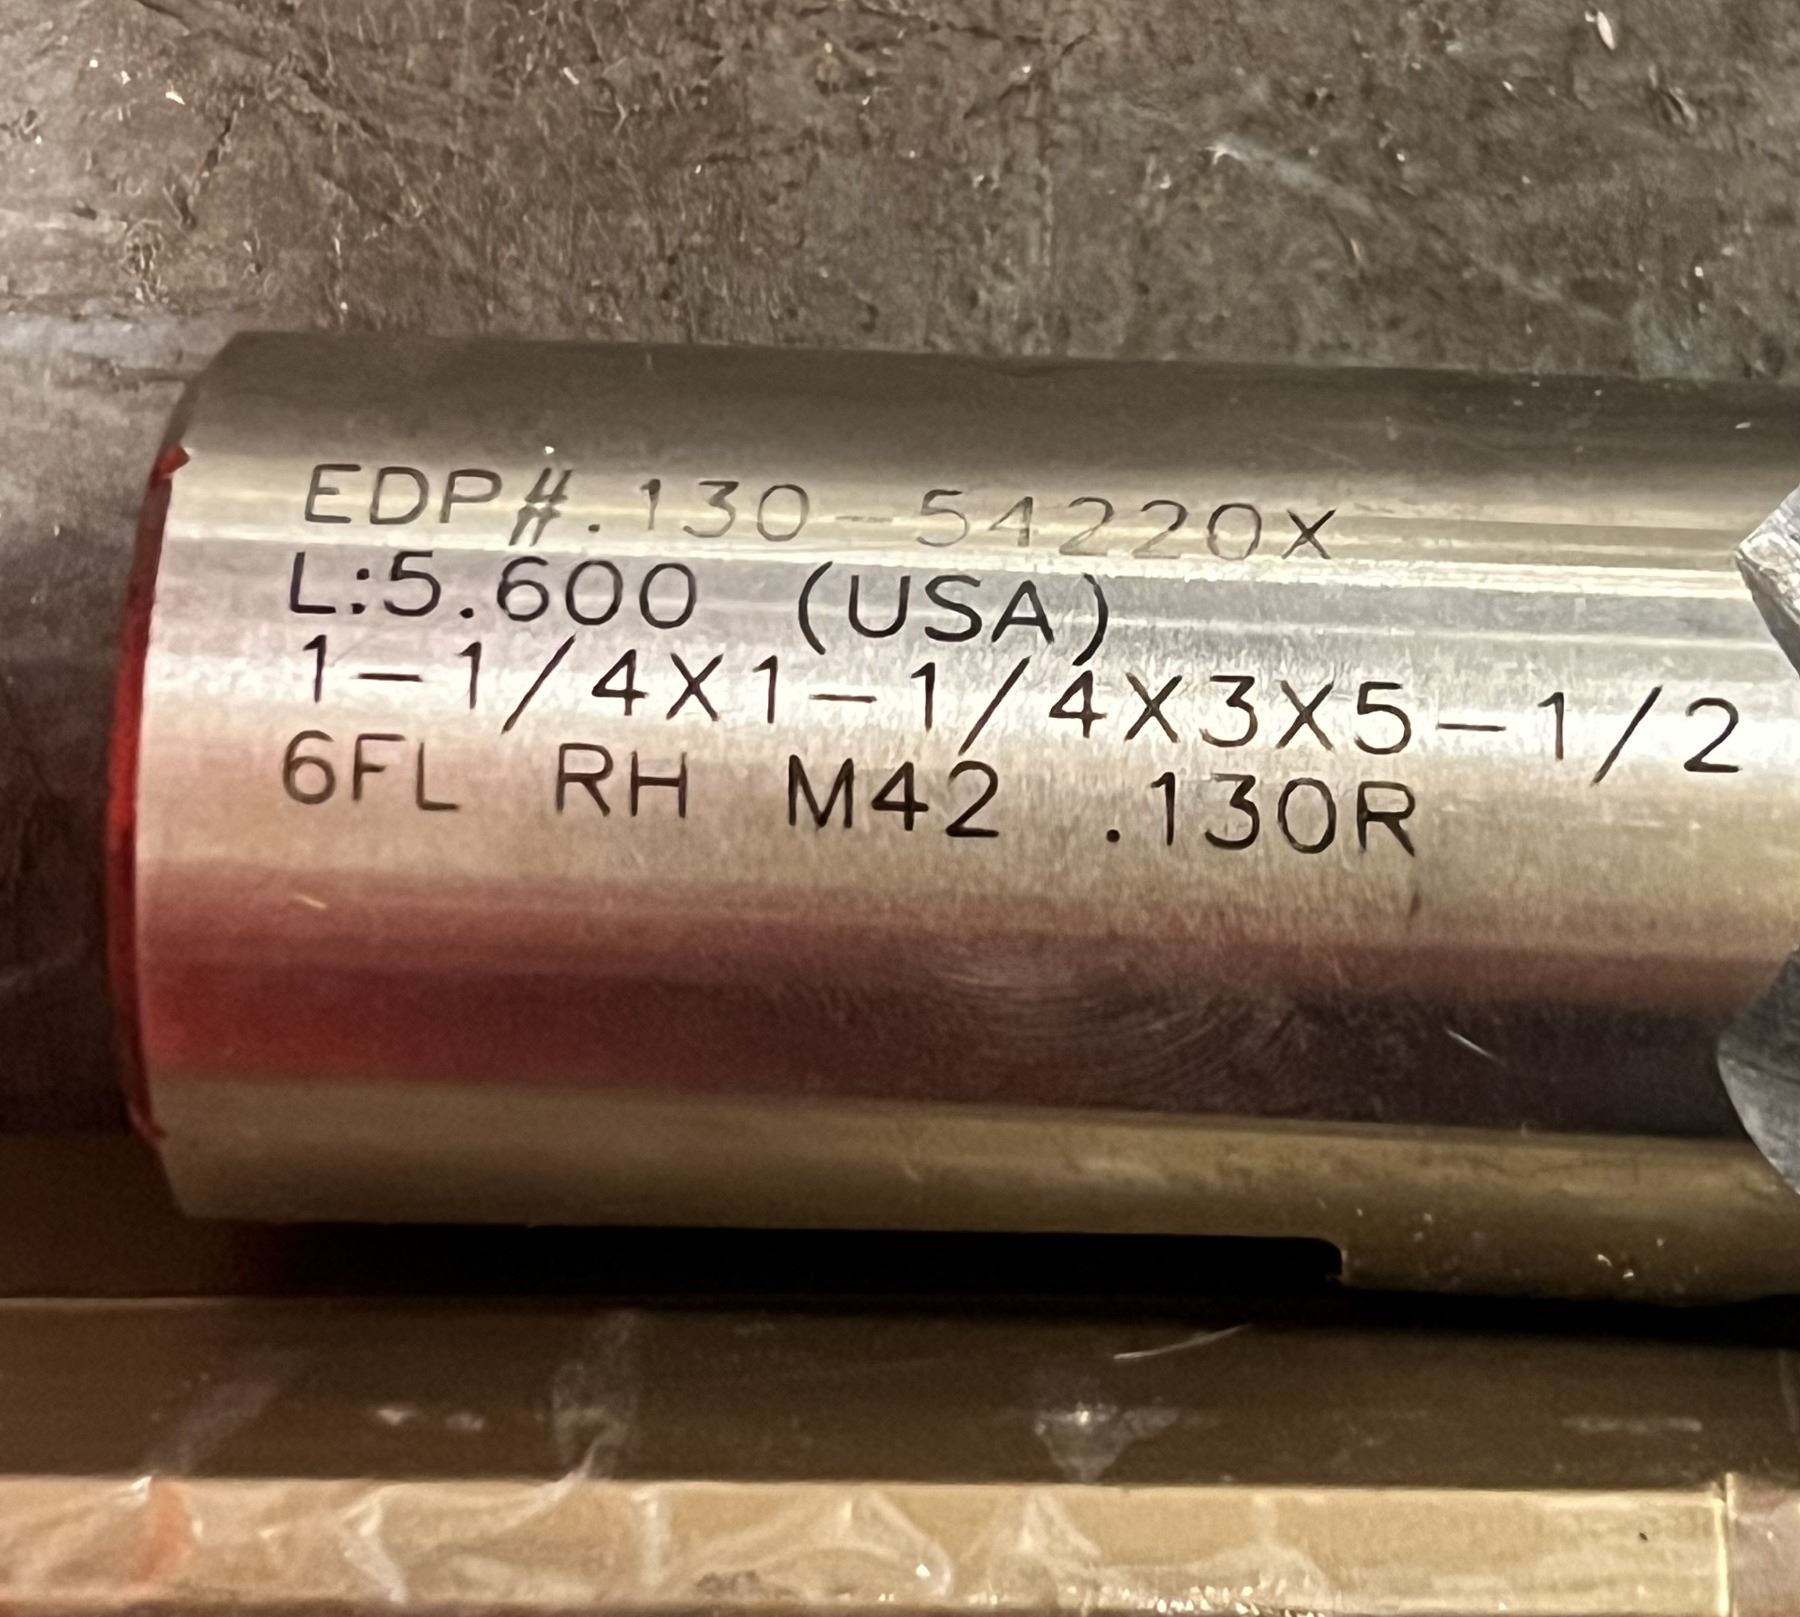 EDP#.130-54220X
L:5.600 (USA)
1-1/4X1-1/4X3X5-1/2
6FL RH M42 .130R